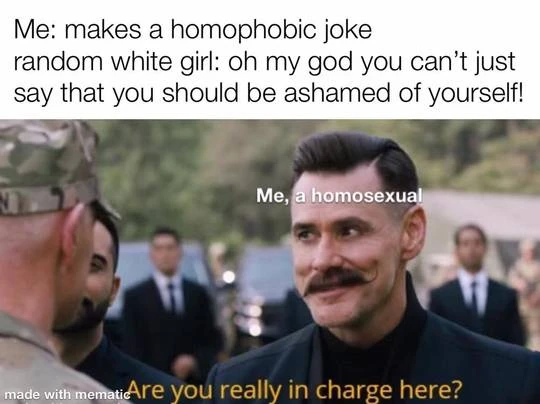 Me: makes a homophobic joke
random white girl: oh my god you can’t just
say that you should be ashamed of yourself!
Me, a homosexual
made with mematic
Are you really in charge here?